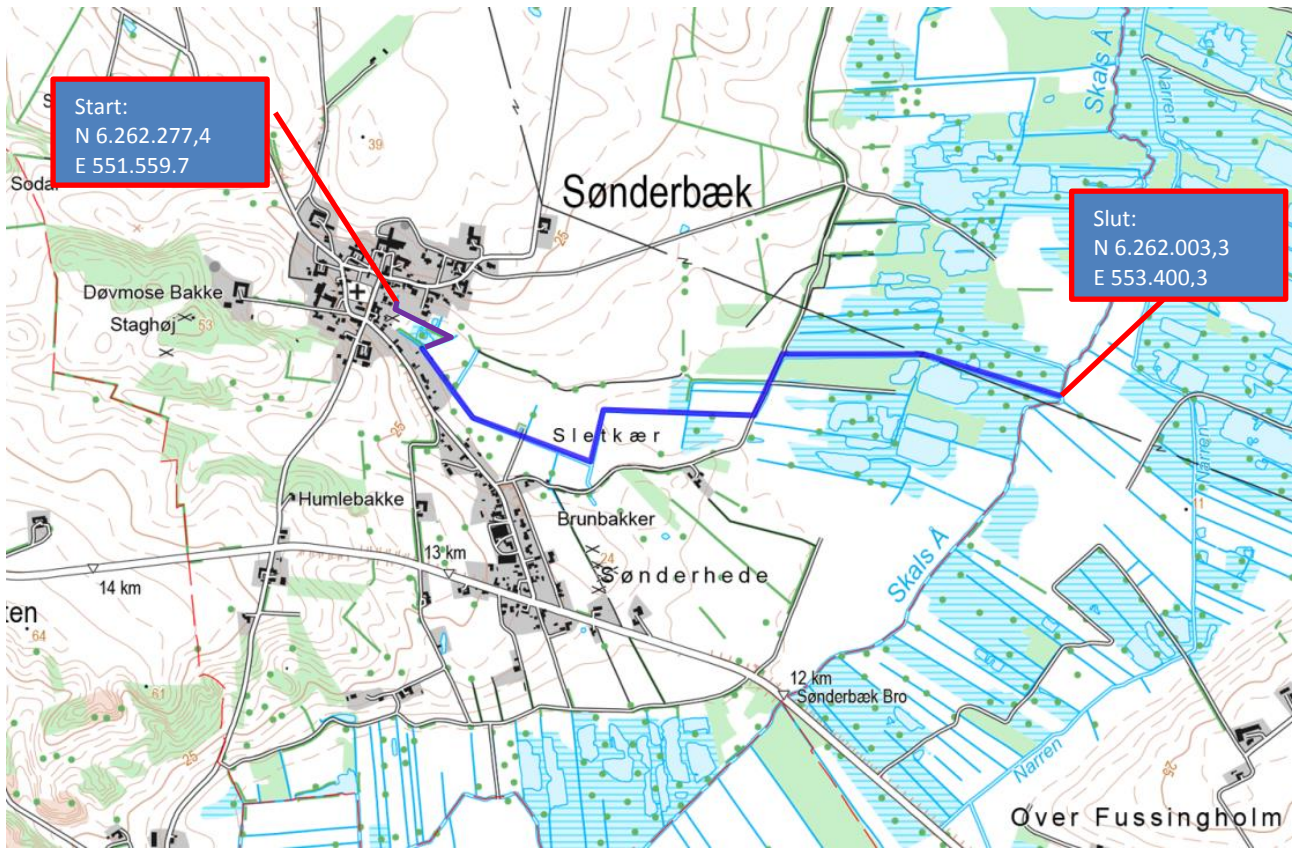 Start:
N 6.262.277,4
E 551.559.7
S
Sodal
39
Sønderbæk
25
Skals Å
Narren
Slut:
N 6.262.003,3
E 553.400,3
Døvmose Bakke
Staghøj
53
25
Sletkær
N
N
N
Humlebakke
Brunbakker
24
Sønderhede
11
Narren
13 km
14 km
Skals Å
ten
64
61
25
12 km
Sønderbæk Bro
Narren
25
Over Fussingholm